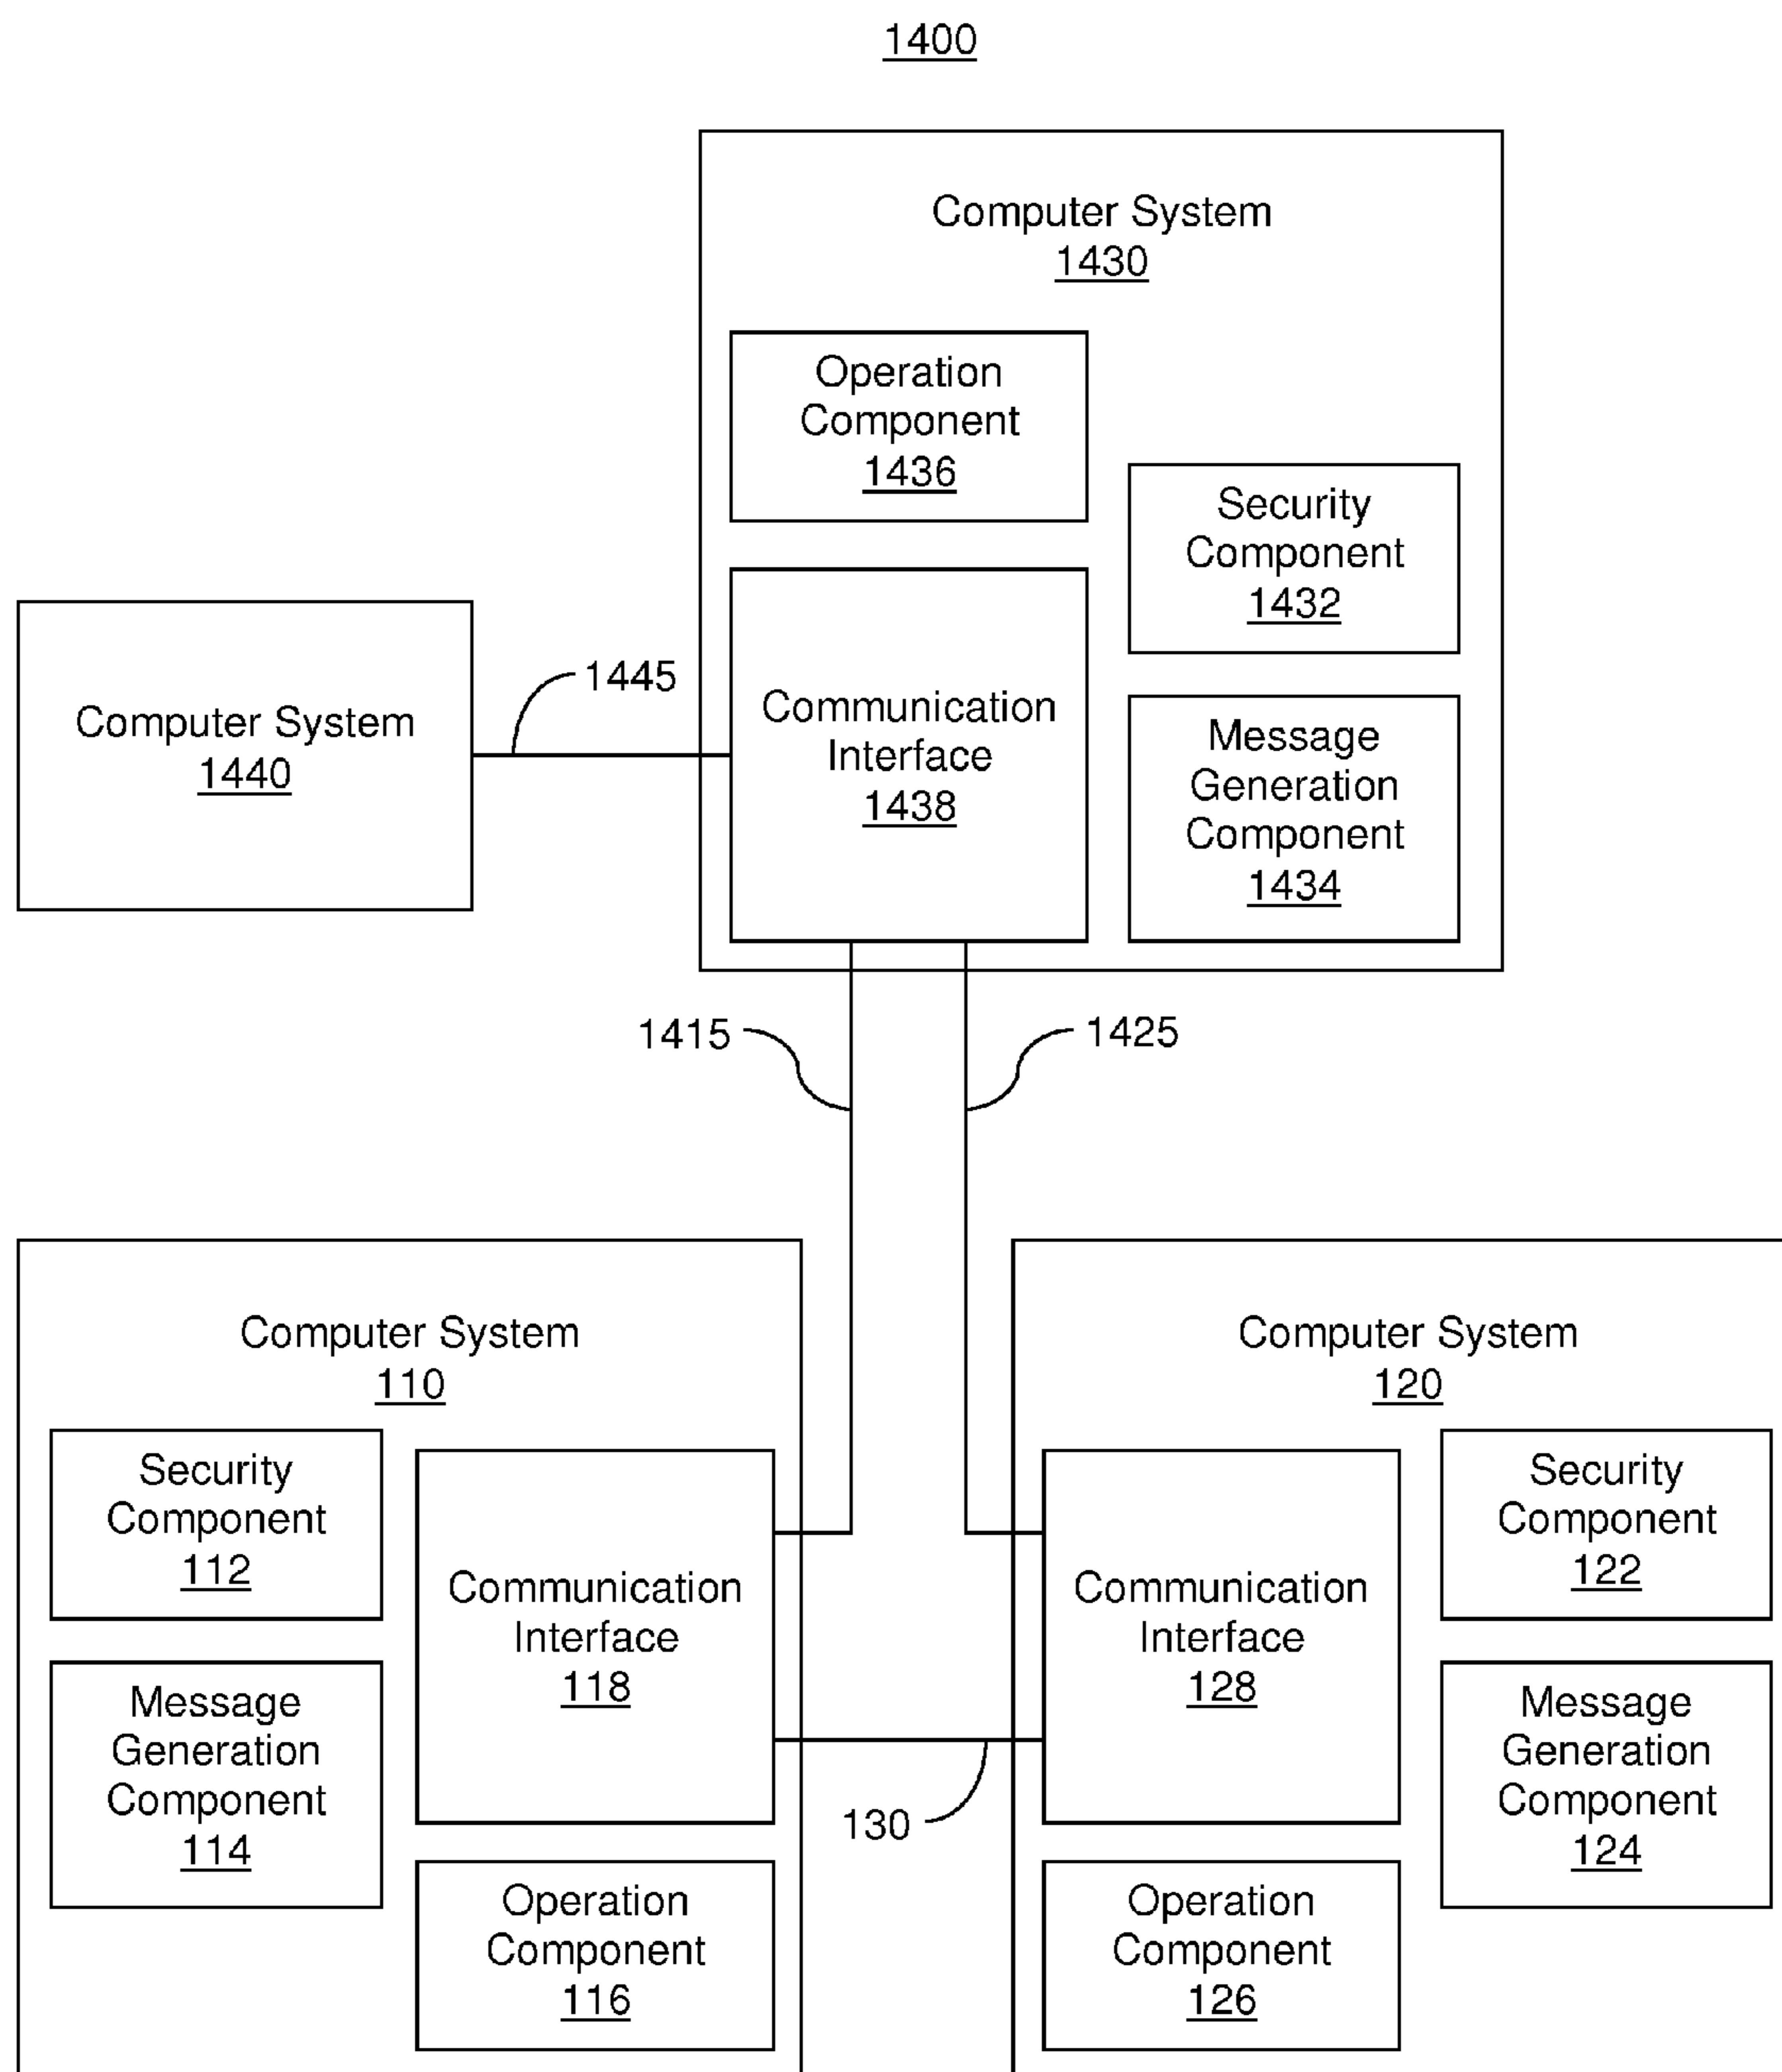 1400
Computer System
1430
Operation
Component
1436
Security
Component
1432
Communication
Interface
1438
Message
Generation
Component
1434
Computer System
1440
1445
1415
1425
Computer System
110
Security
Component
112
Message
Generation
Component
114
Communication
Interface
118
Operation
Component
116
130
Computer System
120
Communication
Interface
128
Operation
Component
126
Security
Component
122
Message
Generation
Component
124